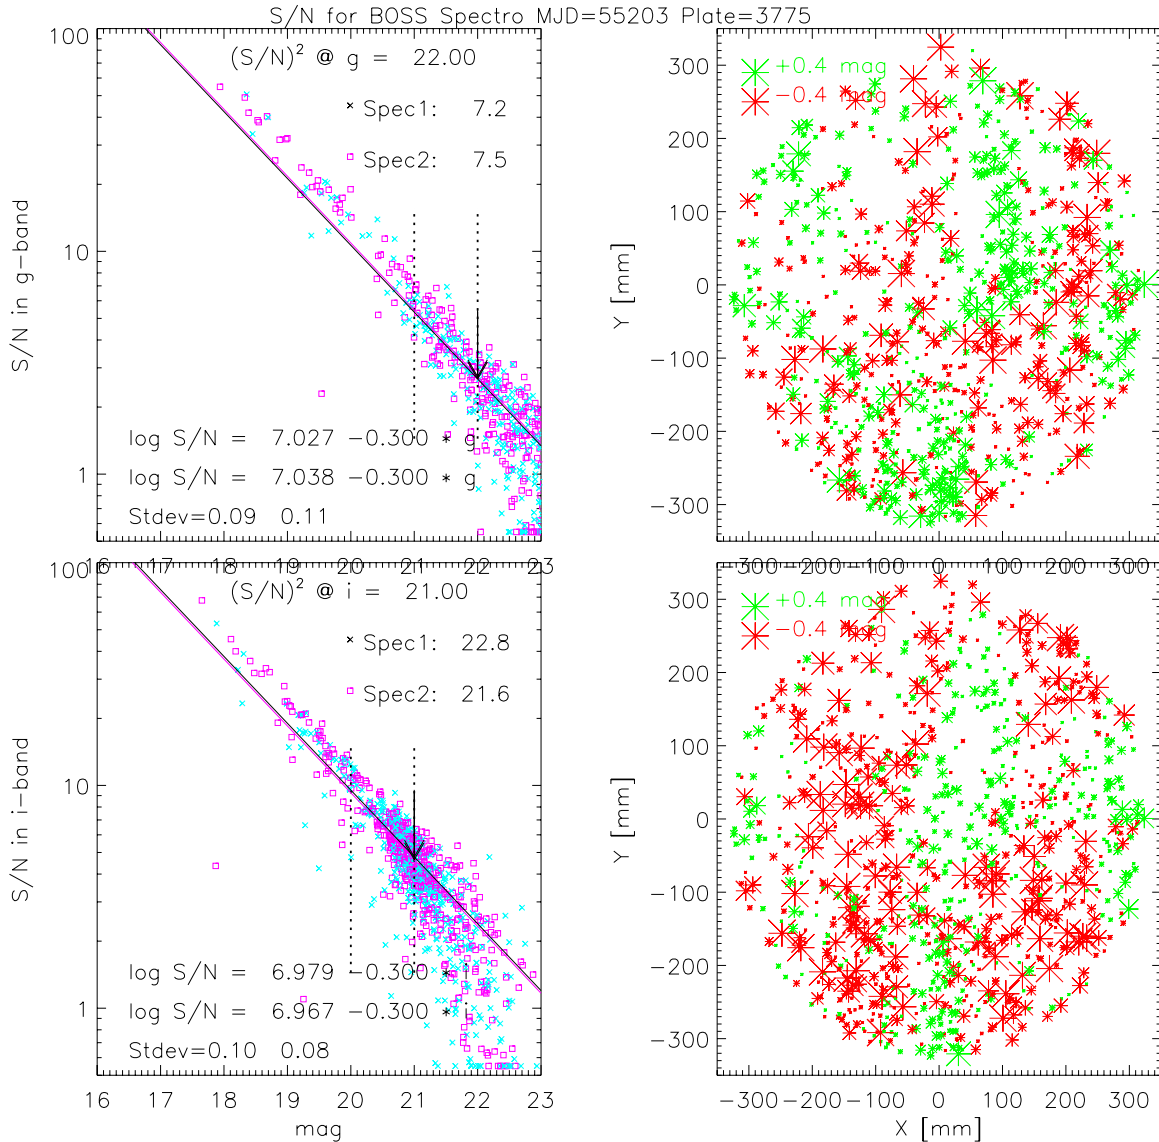 S/N for BOSS Spectro MJD=55203 Plate=3775
100
10
1
S/N in g-band
(S/N)2 @ g = 22.00
Spec1: 7.2
Spec2: 7.5
log S/N = 7.027 -0.300 * g
log S/N = 7.038 -0.300 * g
Stdev=0.09 0.11
16 17 18 19 20 21 22 23
300
200
100
0
-100
-200
-300
Y [mm]
+0.4 mag
-0.4 mag
-300 -200 -100 0 100 200 300
100
10
1
S/N in i-band
(S/N)2 @ i = 21.00
Spec1: 22.8
Spec2: 21.6
log S/N = 6.979 -0.300 * i
log S/N = 6.967 -0.300 * i
Stdev=0.10 0.08
16 17 18 19 20 21 22 23
mag
300
200
100
0
-100
-200
-300
Y [mm]
+0.4 mag
-0.4 mag
-300 -200 -100 0 100 200 300
X [mm]